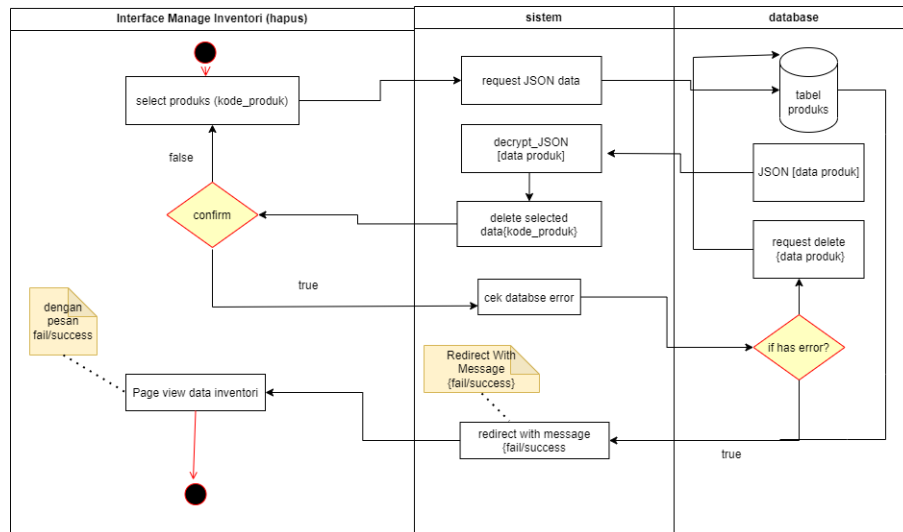 Interface Manage Inventori (hapus)
sistem
database
select produks (kode_produk)
request JSON data
tabel
produks
decrypt_JSON
[data produk]
JSON [data produk]
false
confirm
delete selected
data{kode_produk}
request delete
{data produk}
true
cek databse error
dengan
pesan
fail/success
if has error?
Redirect With
Message
{fail/success}
Page view data inventori
redirect with message
{fail/success
true